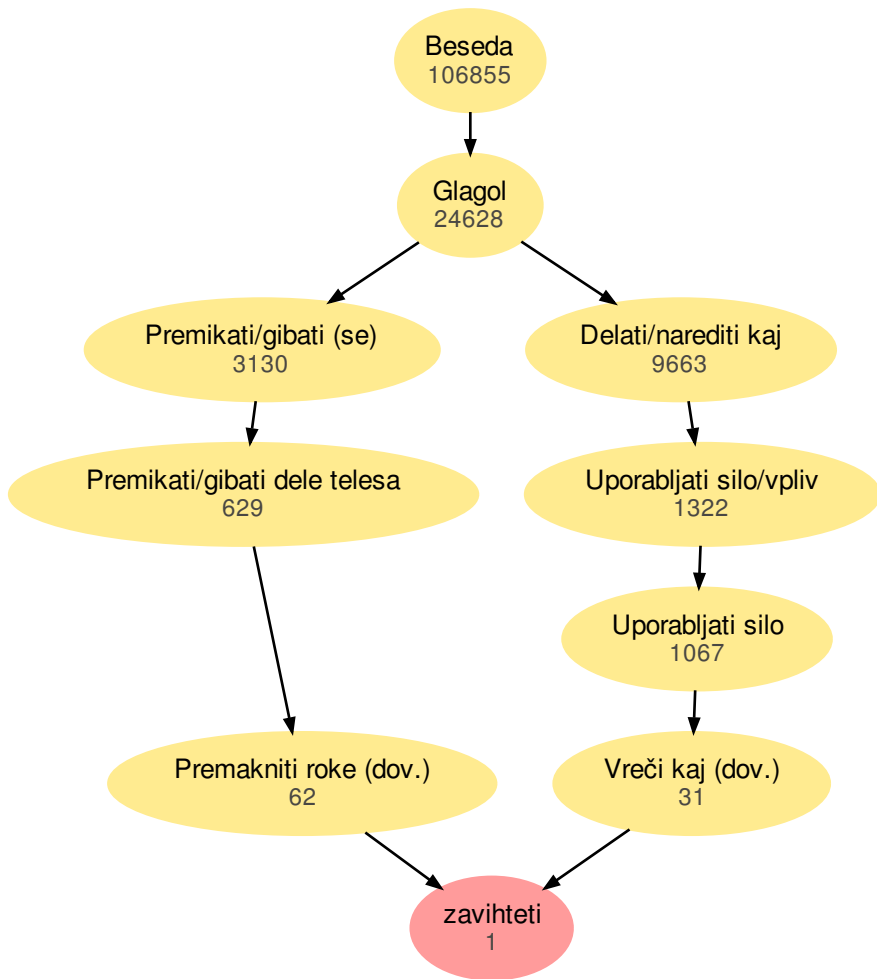 Beseda
106855
Glagol
24628
Premikati/gibati (se)
3130
Delati/narediti kaj
9663
Premikati/gibati dele telesa
629
Uporabljati silo/vpliv
1322
Uporabljati silo
1067
Premakniti roke (dov.)
62
Vreči kaj (dov.)
31
zavihteti
1